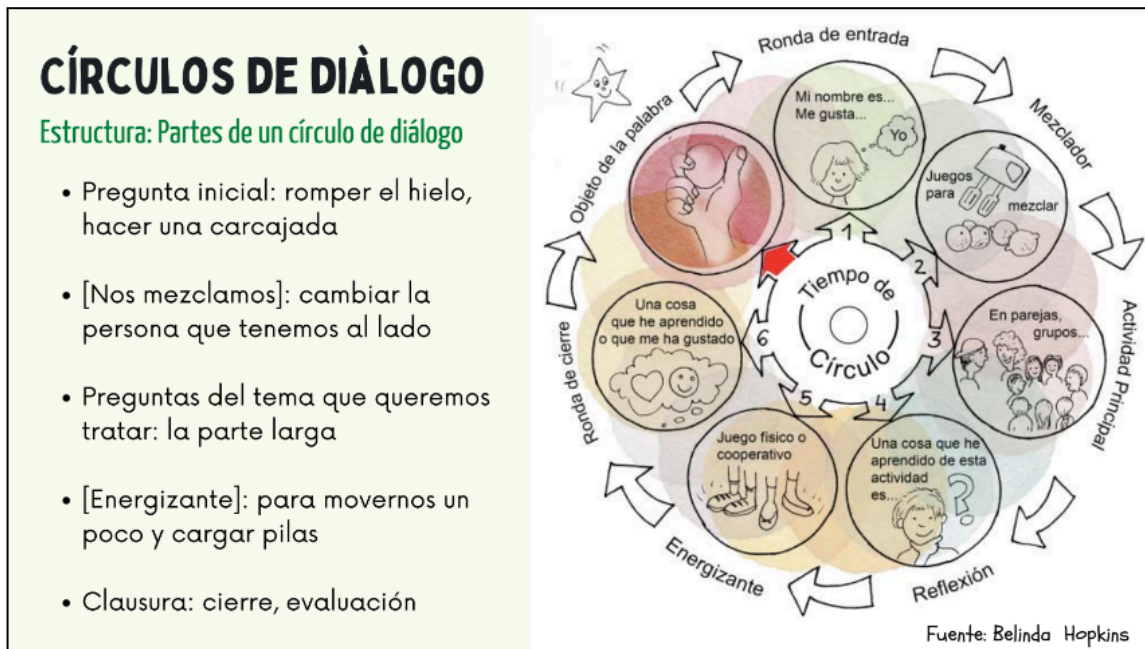 CÍRCULOS DE DIÀLOGO
Estructura: Partes de un círculo de diálogo
• Pregunta inicial: romper el hielo,
hacer una carcajada
• [Nos mezclamos]: cambiar la
persona que tenemos al lado
• Preguntas del tema que queremos
tratar: la parte larga
• [Energizante]: para movernos un
poco y cargar pilas
• Clausura: cierre, evaluación
Ronda de entrada
Mi nombre es...
Me gusta...
Yo
Mezclador
Juegos
para
mezclar
Actividad Principal
En parejas,
grupos...
Reflexión
Una cosa que he
aprendido de esta
actividad
es...
?
Energizante
Juego físico o
cooperativo
Ronda de cierre
Una cosa
que he aprendido
o que me ha gustado
Objeto de la palabra
1
2
3
4
5
6
Tiempo de
Círculo
Fuente: Belinda Hopkins